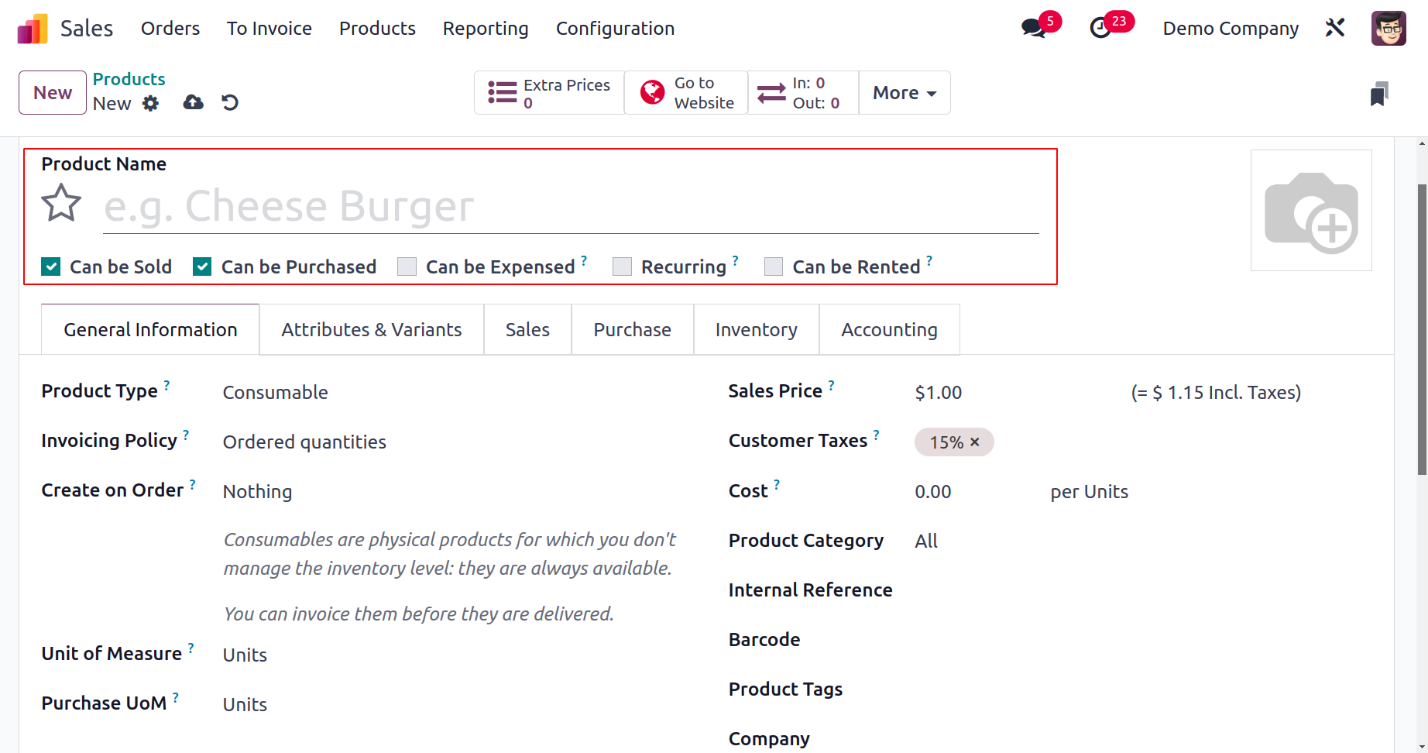 Sales Orders To Invoice Products Reporting Configuration 5 23 Demo Company
New Products
New
Extra Prices
0
Go to
Website
In: 0
Out: 0
More
Product Name
e.g. Cheese Burger
Can be Sold Can be Purchased Can be Expensed ? Recurring ? Can be Rented ?
General Information Attributes & Variants Sales Purchase Inventory Accounting
Product Type ? Consumable
Invoicing Policy ? Ordered quantities
Create on Order ? Nothing
Consumables are physical products for which you don't
manage the inventory level: they are always available.
You can invoice them before they are delivered.
Unit of Measure ? Units
Purchase UoM ? Units
Sales Price ? $1.00 (= $ 1.15 Incl. Taxes)
Customer Taxes ? 15% ×
Cost ? 0.00 per Units
Product Category All
Internal Reference
Barcode
Product Tags
Company